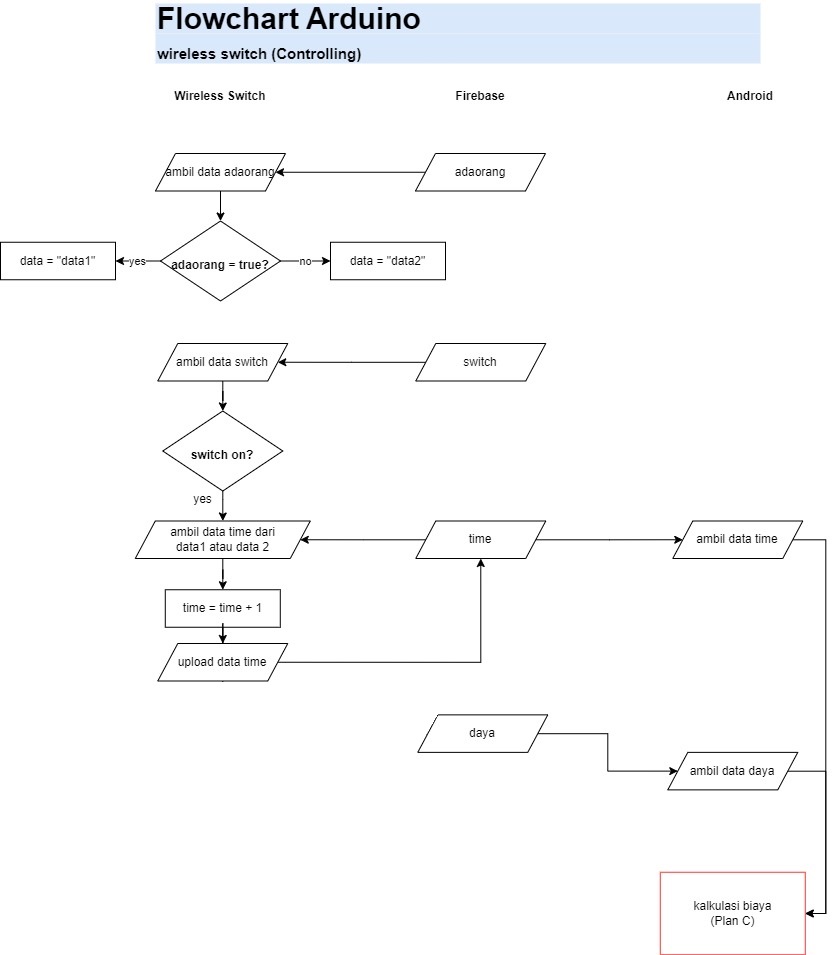 Flowchart Arduino
wireless switch (Controlling)
Wireless Switch
Firebase
Android
ambil data adaorang
adaorang
data = "data1"
yes
adaorang = true?
no
data = "data2"
ambil data switch
switch
switch on?
yes
ambil data time dari
data1 atau data 2
time
ambil data time
time = time + 1
upload data time
daya
ambil data daya
kalkulasi biaya
(Plan C)